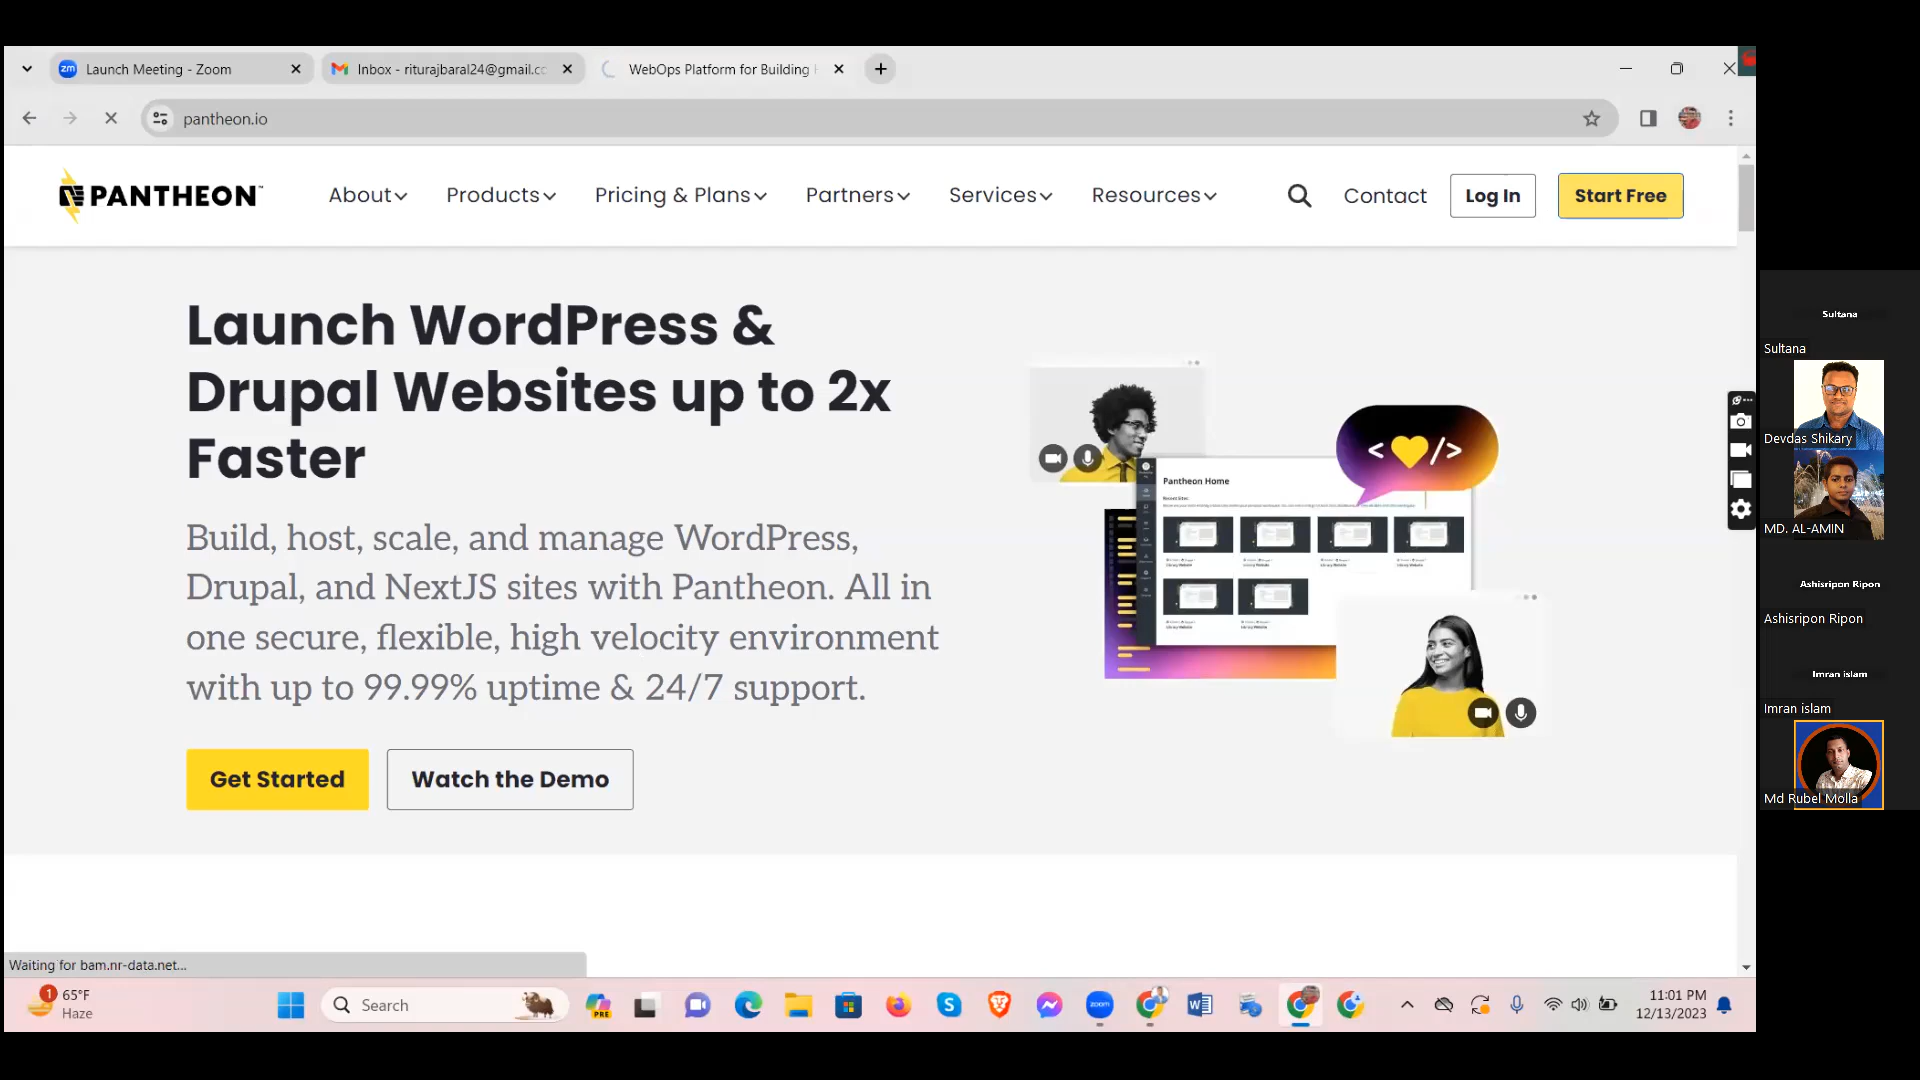 Launch Meeting - Zoom
Inbox - riturajbaral24@gmail.cc
WebOps Platform for Building
pantheon.io
PANTHEON
About
Products
Pricing & Plans
Partners
Services
Resources
Contact
Log In
Start Free
Launch WordPress &
Drupal Websites up to 2x
Faster
Build, host, scale, and manage WordPress,
Drupal, and NextJS sites with Pantheon. All in
one secure, flexible, high velocity environment
with up to 99.99% uptime & 24/7 support.
Get Started
Watch the Demo
Pantheon Home
</>
Waiting for bam.nr-data.net...
Sultana
Sultana
Devdas Shikary
MD. AL-AMIN
Ashisripon Ripon
Ashisripon Ripon
Imran islam
Imran islam
Md Rubel Molla
1
65°F
Haze
Search
PRE
zoom
11:01 PM
12/13/2023